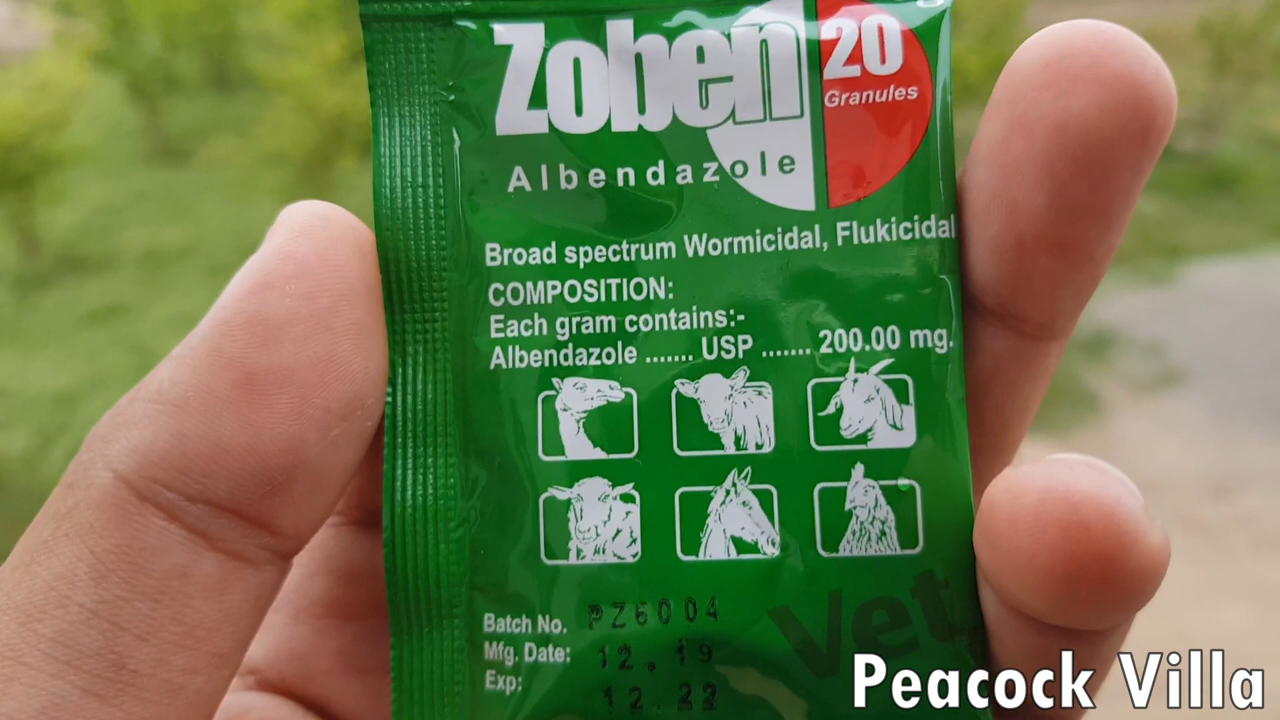 Zoben
20
Granules
Albendazole
Broad spectrum Wormicidal, Flukicidal
COMPOSITION:
Each gram contains:-
Albendazole ....... USP ....... 200.00 mg.
Batch No. PZ6004
Mfg. Date: 12.19
Exp: 12.22
Vet
Peacock Villa